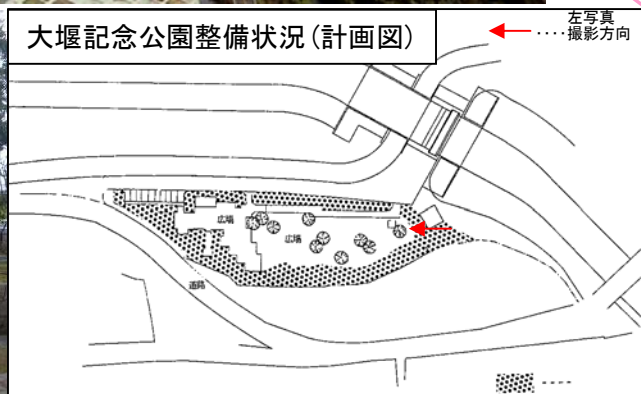 大堰記念公園整備状況(計画図)
左写真
‥‥撮影方向
広場
広場
道路